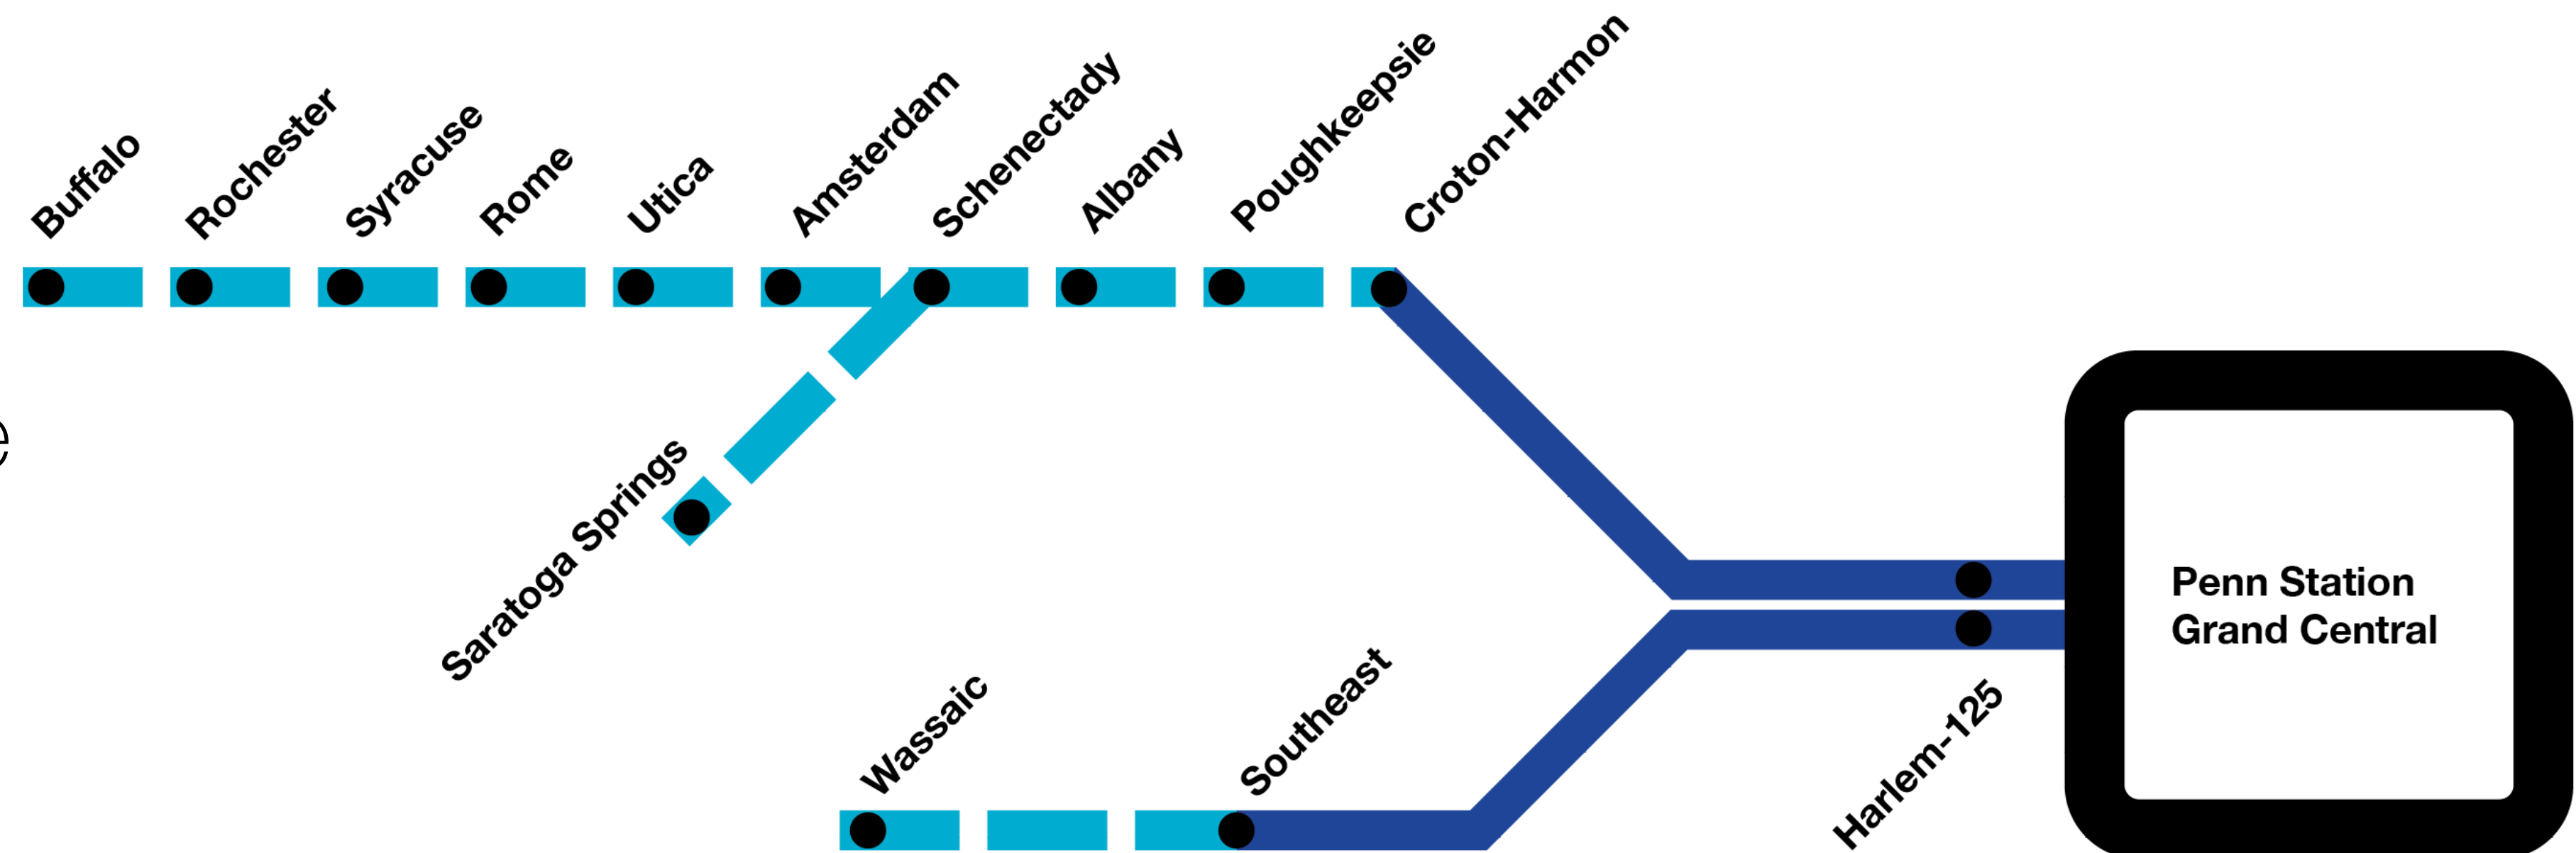 Buffalo
Rochester
Syracuse
Rome
Utica
Amsterdam
Schenectady
Albany
Poughkeepsie
Croton-Harmon
e
Saratoga Springs
Penn Station
Grand Central
Wassaic
Southeast
Harlem-125